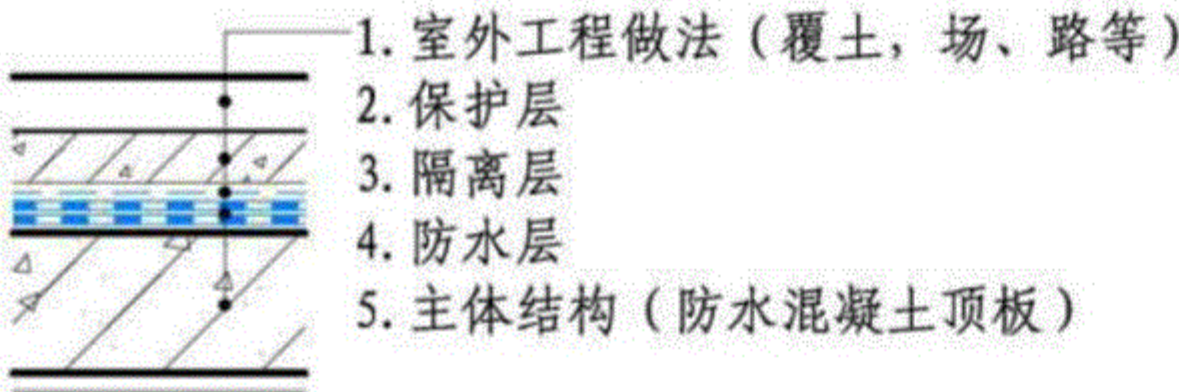 1. 室外工程做法（覆土，场、路等）
2. 保护层
3. 隔离层
4. 防水层
5. 主体结构（防水混凝土顶板）